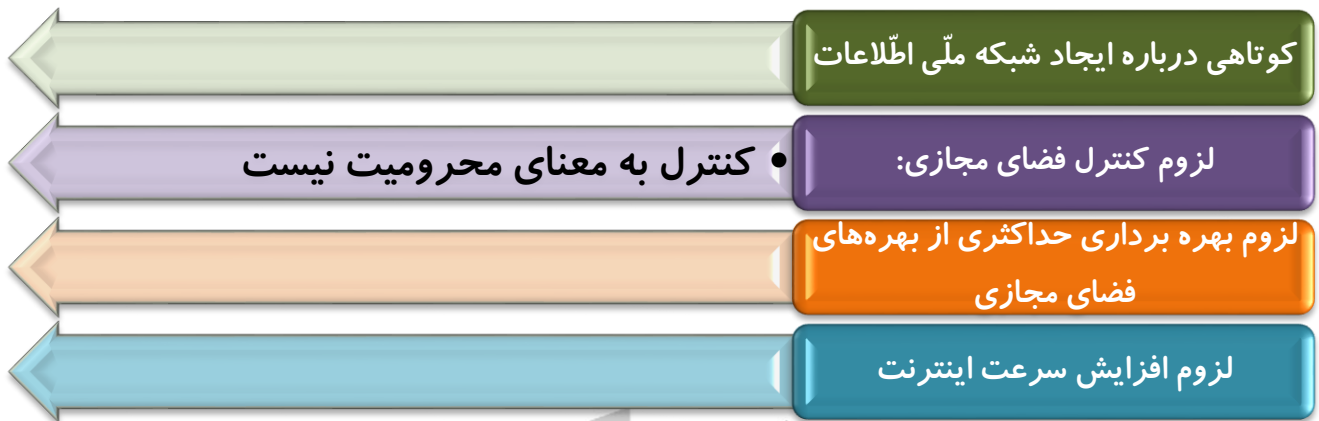 کوتاهی درباره ایجاد شبکه ملّی اطّلاعات
لزوم کنترل فضای مجازی:
• کنترل به معنای محرومیت نیست
لزوم بهره برداری حداکثری از بهره‌های
فضای مجازی
لزوم افزایش سرعت اینترنت